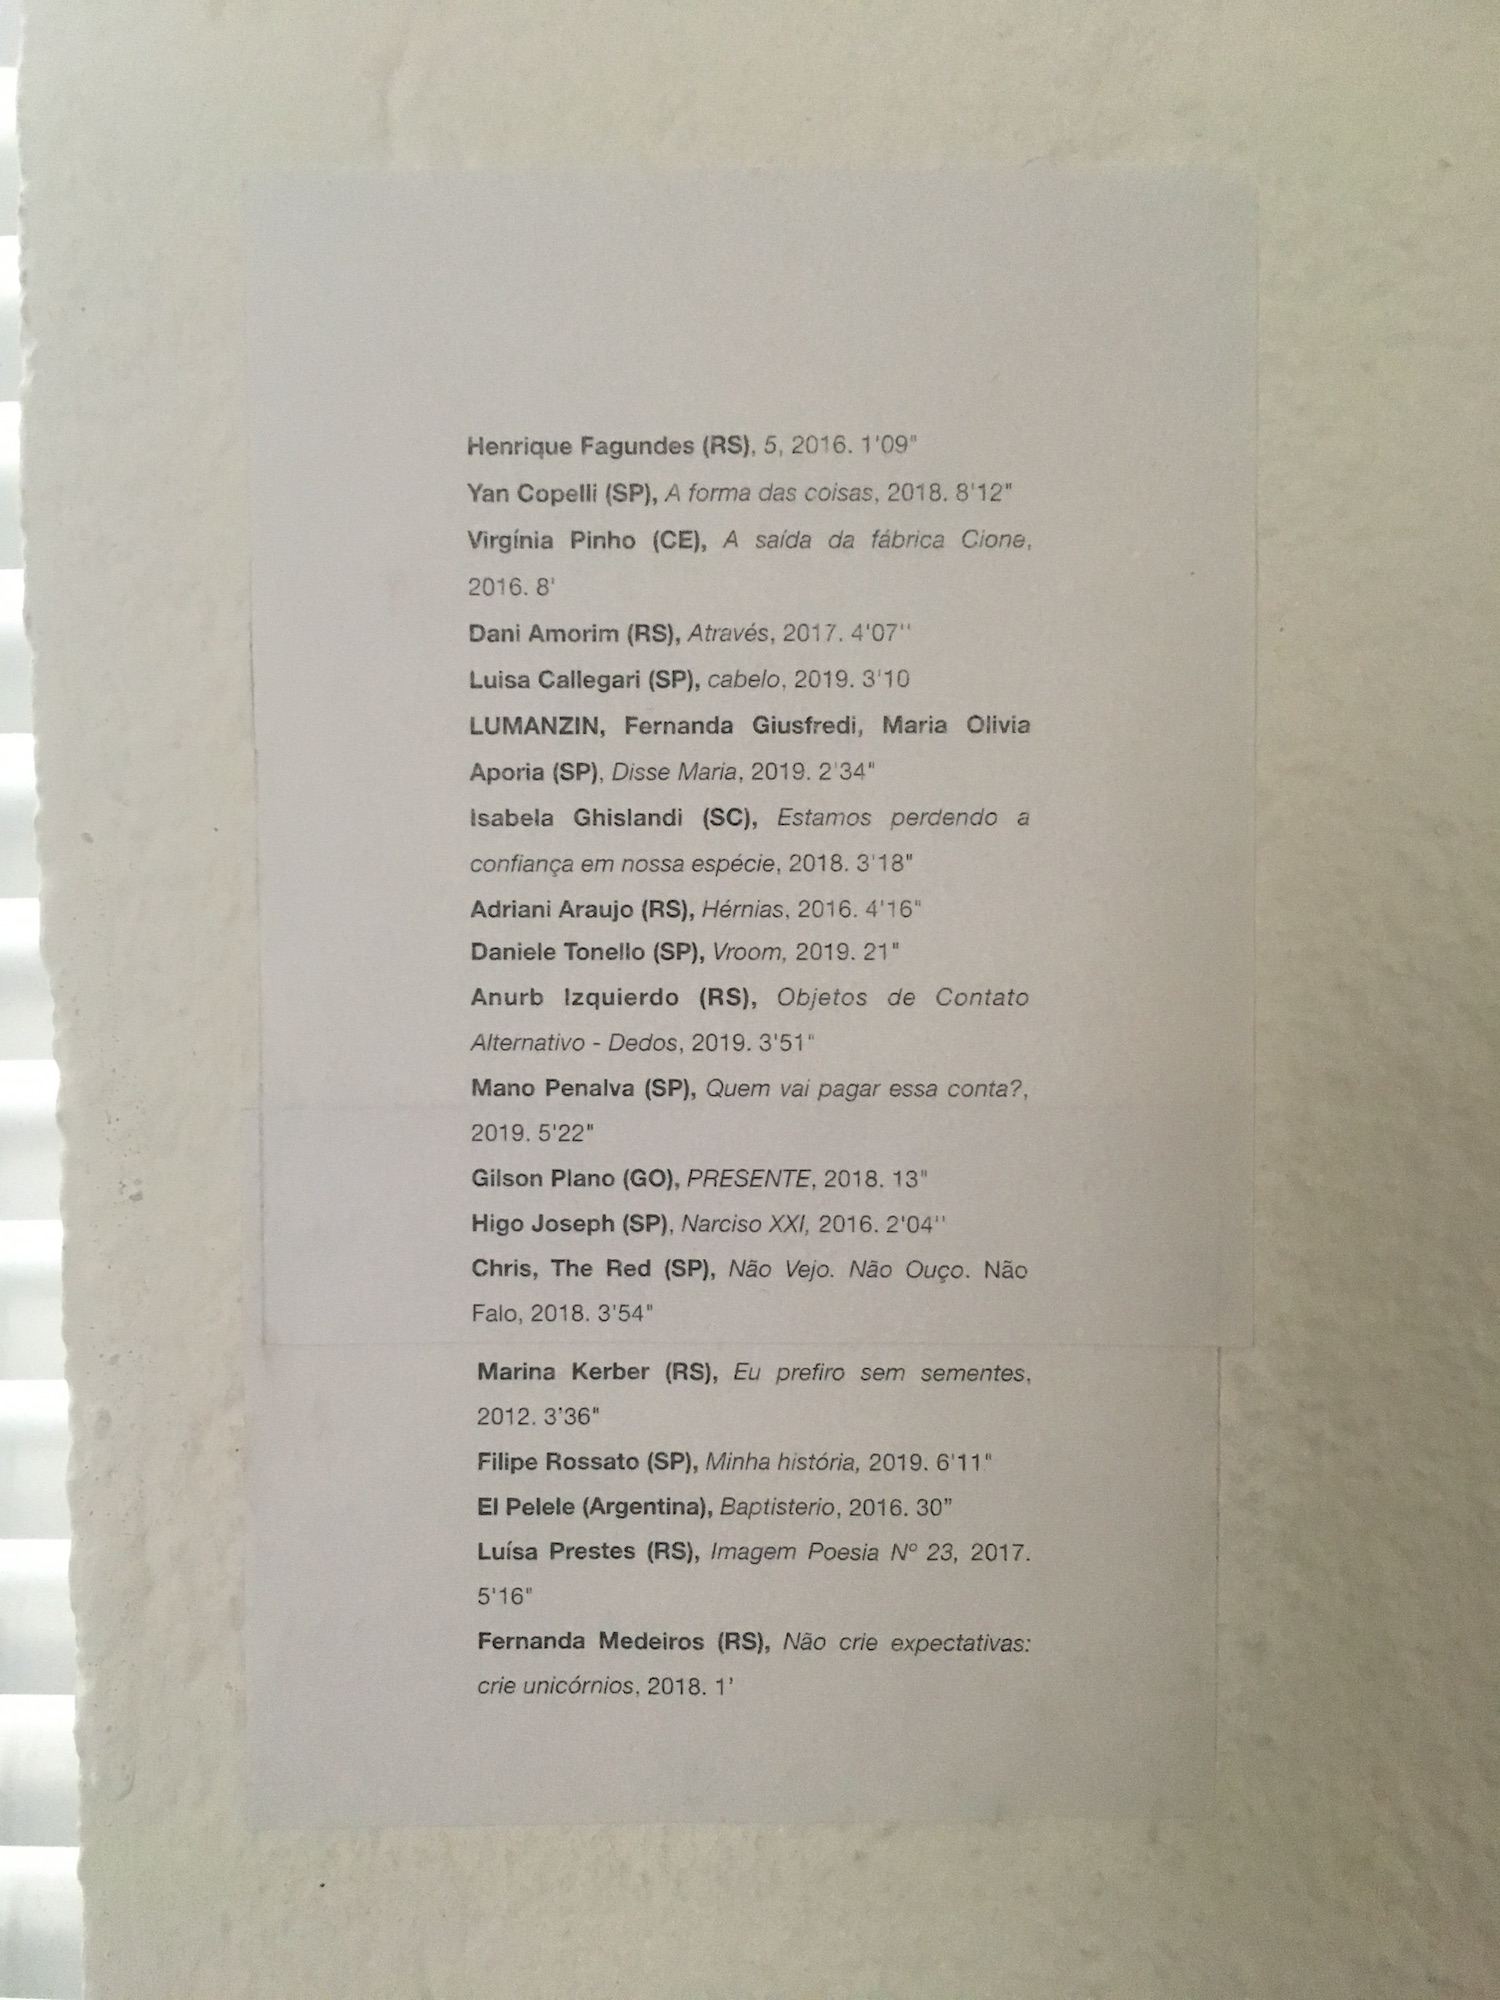 Henrique Fagundes (RS), 5, 2016. 1'09"
Yan Copelli (SP), A forma das coisas, 2018. 8'12"
Virgínia Pinho (CE), A saída da fábrica Cione,
2016. 8'
Dani Amorim (RS), Através, 2017. 4'07''
Luisa Callegari (SP), cabelo, 2019. 3'10
LUMANZIN, Fernanda Giusfredi, Maria Olivia
Aporia (SP), Disse Maria, 2019. 2'34"
Isabela Ghislandi (SC), Estamos perdendo a
confiança em nossa espécie, 2018. 3'18"
Adriani Araujo (RS), Hérnias, 2016. 4'16"
Daniele Tonello (SP), Vroom, 2019. 21"
Anurb Izquierdo (RS), Objetos de Contato
Alternativo - Dedos, 2019. 3'51"
Mano Penalva (SP), Quem vai pagar essa conta?,
2019. 5'22"
Gilson Plano (GO), PRESENTE, 2018. 13"
Higo Joseph (SP), Narciso XXI, 2016. 2'04''
Chris, The Red (SP), Não Vejo. Não Ouço. Não
Falo, 2018. 3'54"
Marina Kerber (RS), Eu prefiro sem sementes,
2012. 3'36"
Filipe Rossato (SP), Minha história, 2019. 6'11"
El Pelele (Argentina), Baptisterio, 2016. 30”
Luísa Prestes (RS), Imagem Poesia Nº 23, 2017.
5'16"
Fernanda Medeiros (RS), Não crie expectativas:
crie unicórnios, 2018. 1’